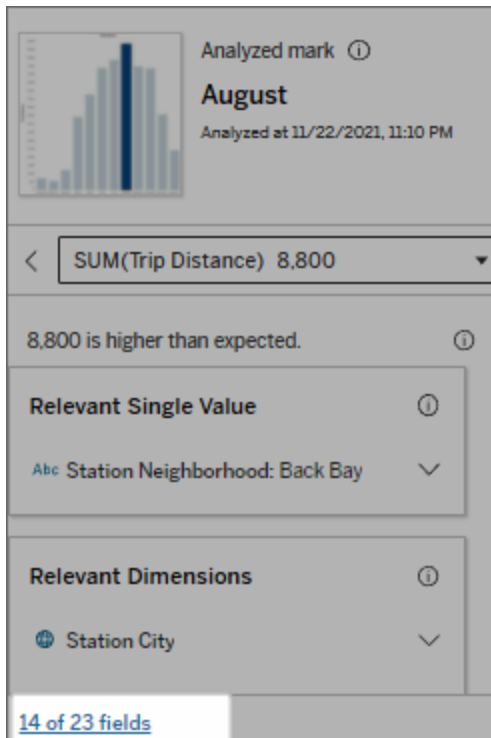 Analyzed mark
August
Analyzed at 11/22/2021, 11:10 PM
SUM(Trip Distance) 8,800
8,800 is higher than expected.
Relevant Single Value
Abc Station Neighborhood: Back Bay
Relevant Dimensions
Station City
14 of 23 fields